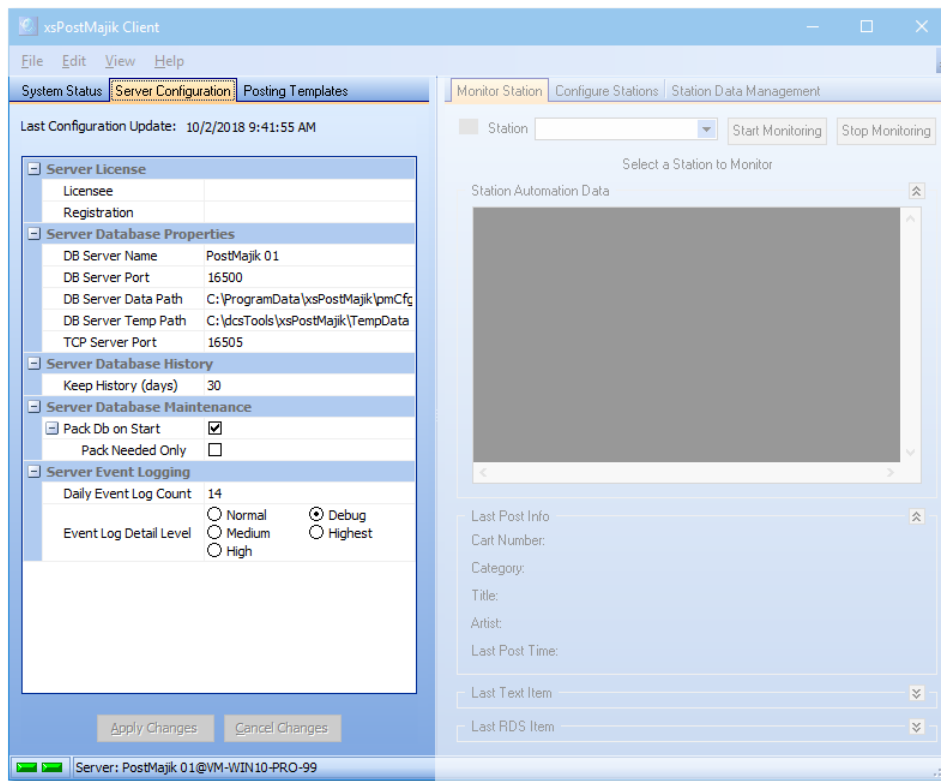 xsPostMajik Client
File Edit View Help
System Status Server Configuration Posting Templates
Last Configuration Update: 10/2/2018 9:41:55 AM
Server License
Licensee
Registration
Server Database Properties
DB Server Name PostMajik 01
DB Server Port 16500
DB Server Data Path C:\ProgramData\xsPostMajik\pmCfg
DB Server Temp Path C:\dcsTools\xsPostMajik\TempData
TCP Server Port 16505
Server Database History
Keep History (days) 30
Server Database Maintenance
Pack Db on Start
Pack Needed Only
Server Event Logging
Daily Event Log Count 14
Event Log Detail Level
Normal Debug
Medium Highest
High
Apply Changes Cancel Changes
Monitor Station Configure Stations Station Data Management
Station Start Monitoring Stop Monitoring
Select a Station to Monitor
Station Automation Data
Last Post Info
Cart Number:
Category:
Title:
Artist:
Last Post Time:
Last Text Item
Last RDS Item
Server: PostMajik 01@VM-WIN10-PRO-99